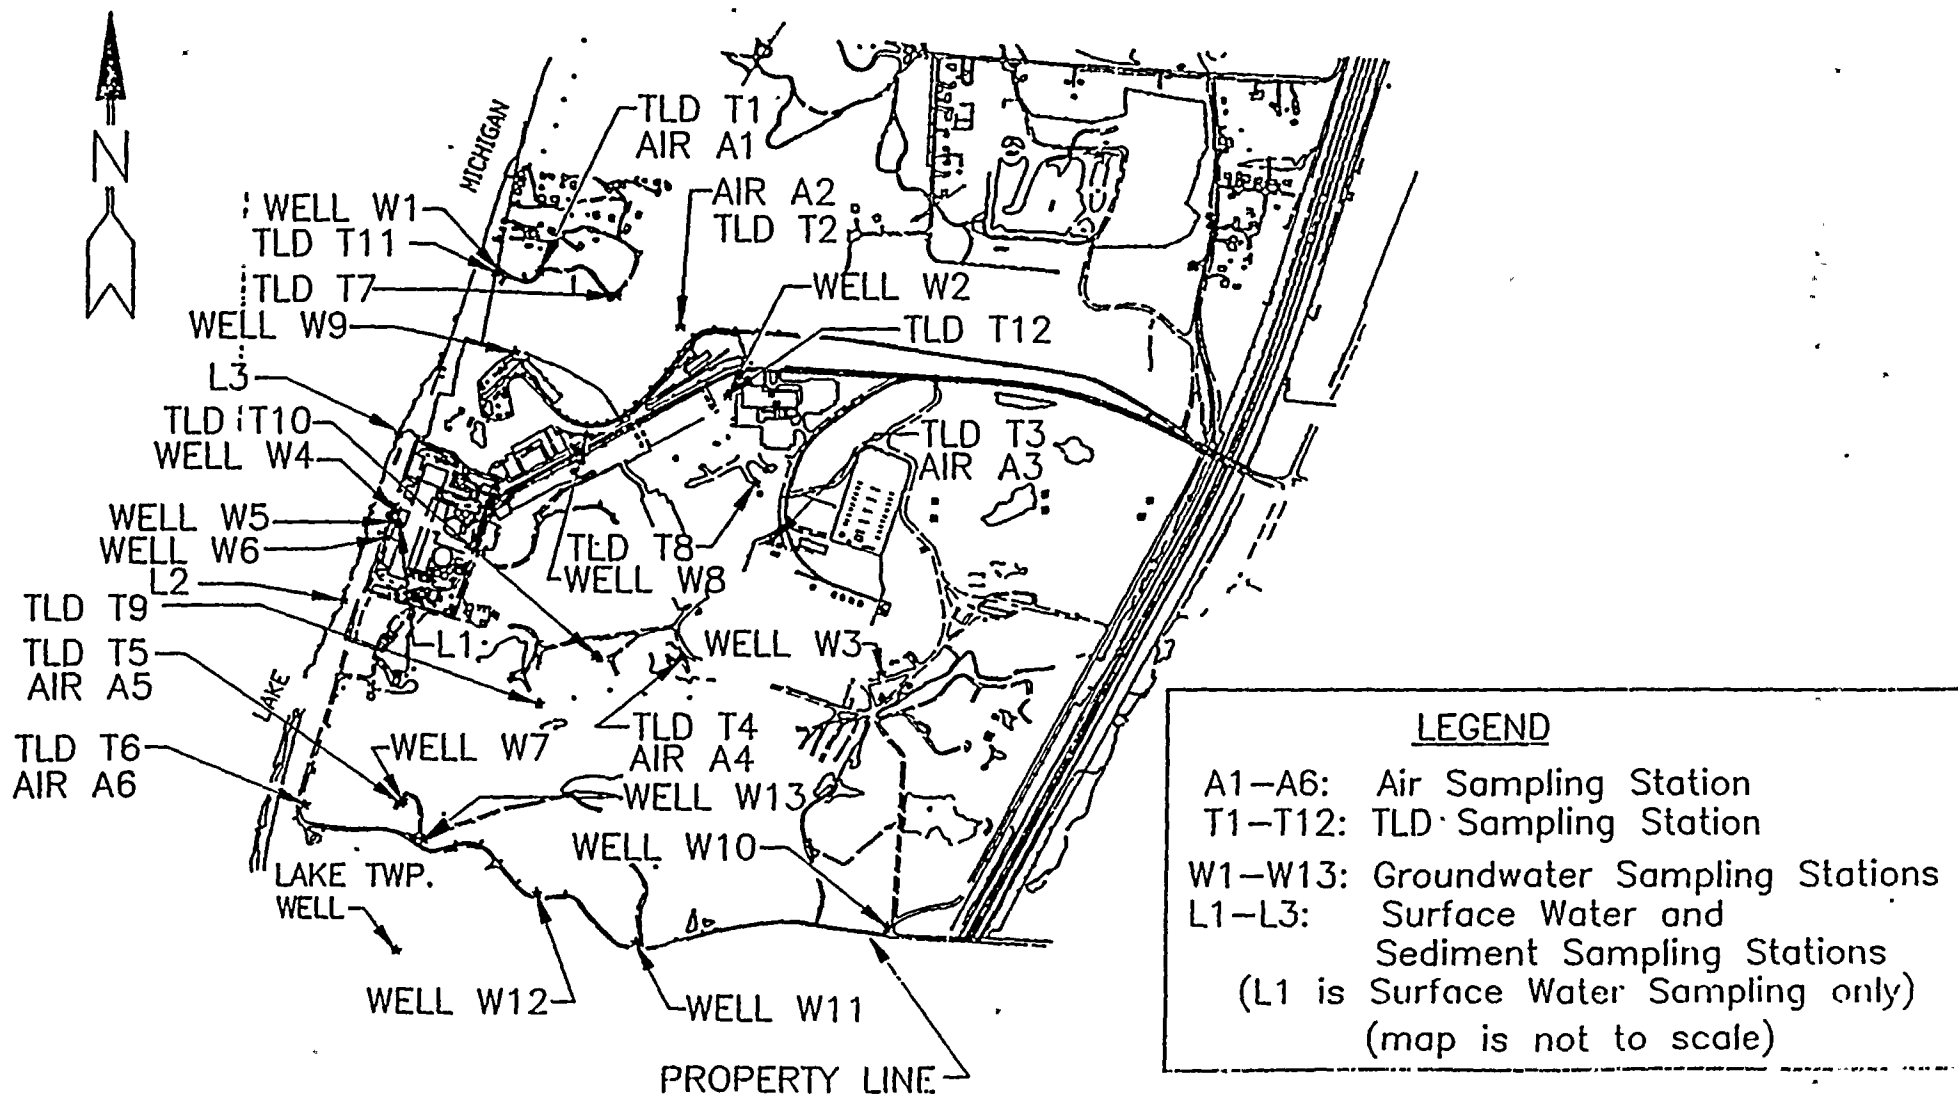 N
MICHIGAN
TLD T1
AIR A1
AIR A2
TLD T2
WELL W1
TLD T11
TLD T7
WELL W2
WELL W9
TLD T12
L3
TLD T10
WELL W4
TLD T3
AIR A3
WELL W5
WELL W6
TLD T8
WELL W8
L2
TLD T9
L1
WELL W3
TLD T5
AIR A5
LAKE
TLD T4
AIR A4
WELL W7
TLD T6
AIR A6
WELL W13
WELL W10
LAKE TWP.
WELL
WELL W12
WELL W11
PROPERTY LINE
LEGEND
A1-A6: Air Sampling Station
T1-T12: TLD Sampling Station
W1-W13: Groundwater Sampling Stations
L1-L3: Surface Water and
Sediment Sampling Stations
(L1 is Surface Water Sampling only)
(map is not to scale)